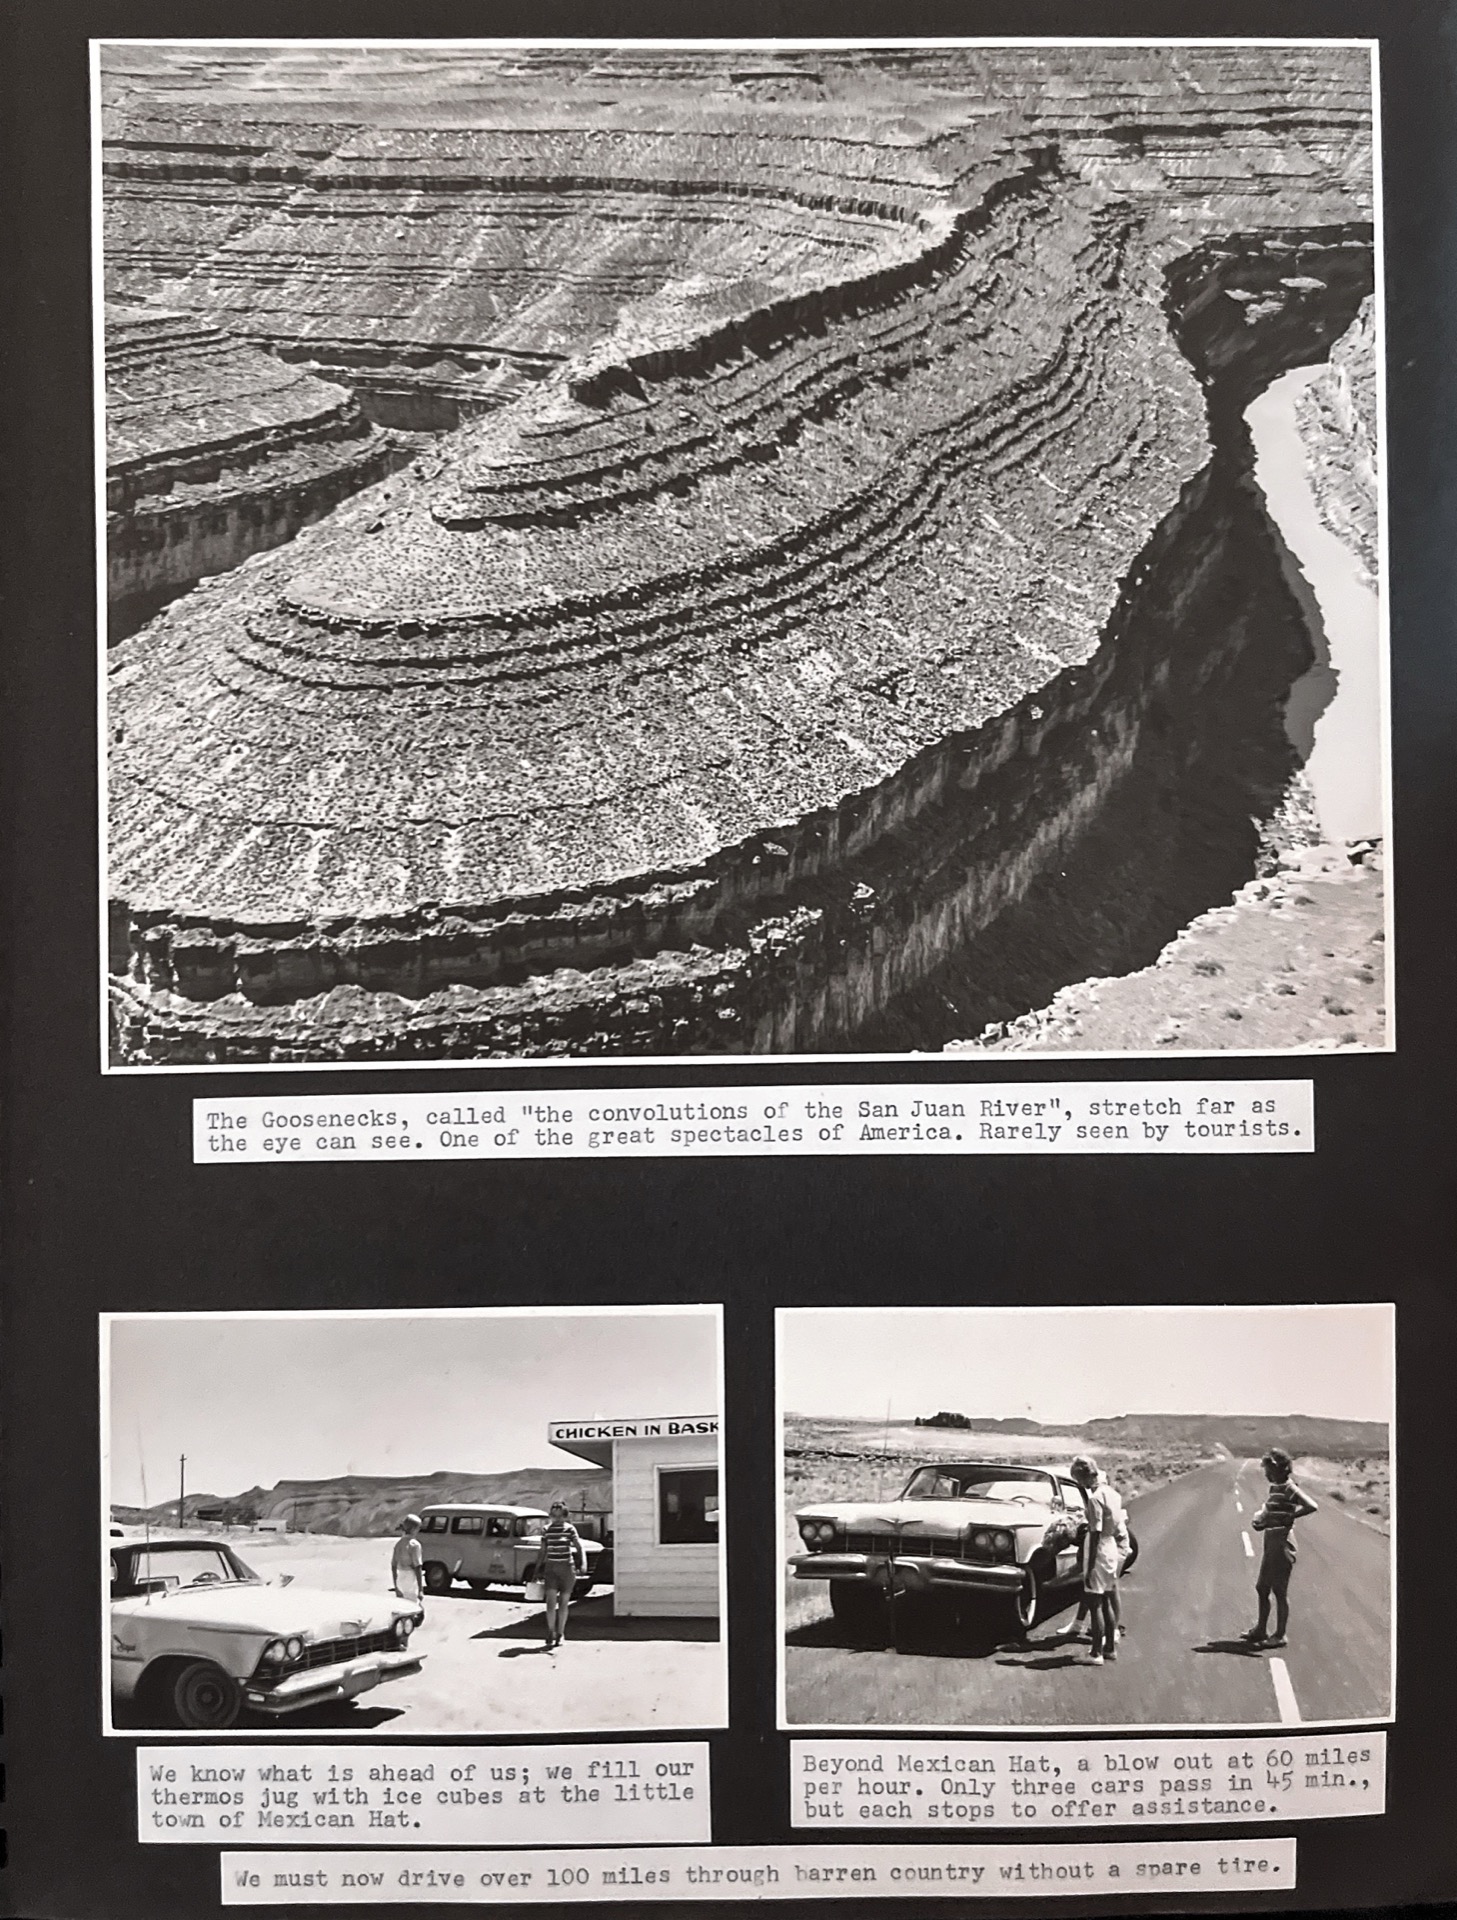 The Goosenecks, called "the convolutions of the San Juan River", stretch far as
the eye can see. One of the great spectacles of America. Rarely seen by tourists.
CHICKEN IN BASK
We know what is ahead of us; we fill our
thermos jug with ice cubes at the little
town of Mexican Hat.
Beyond Mexican Hat, a blow out at 60 miles
per hour. Only three cars pass in 45 min.,
but each stops to offer assistance.
We must now drive over 100 miles through barren country without a spare tire.